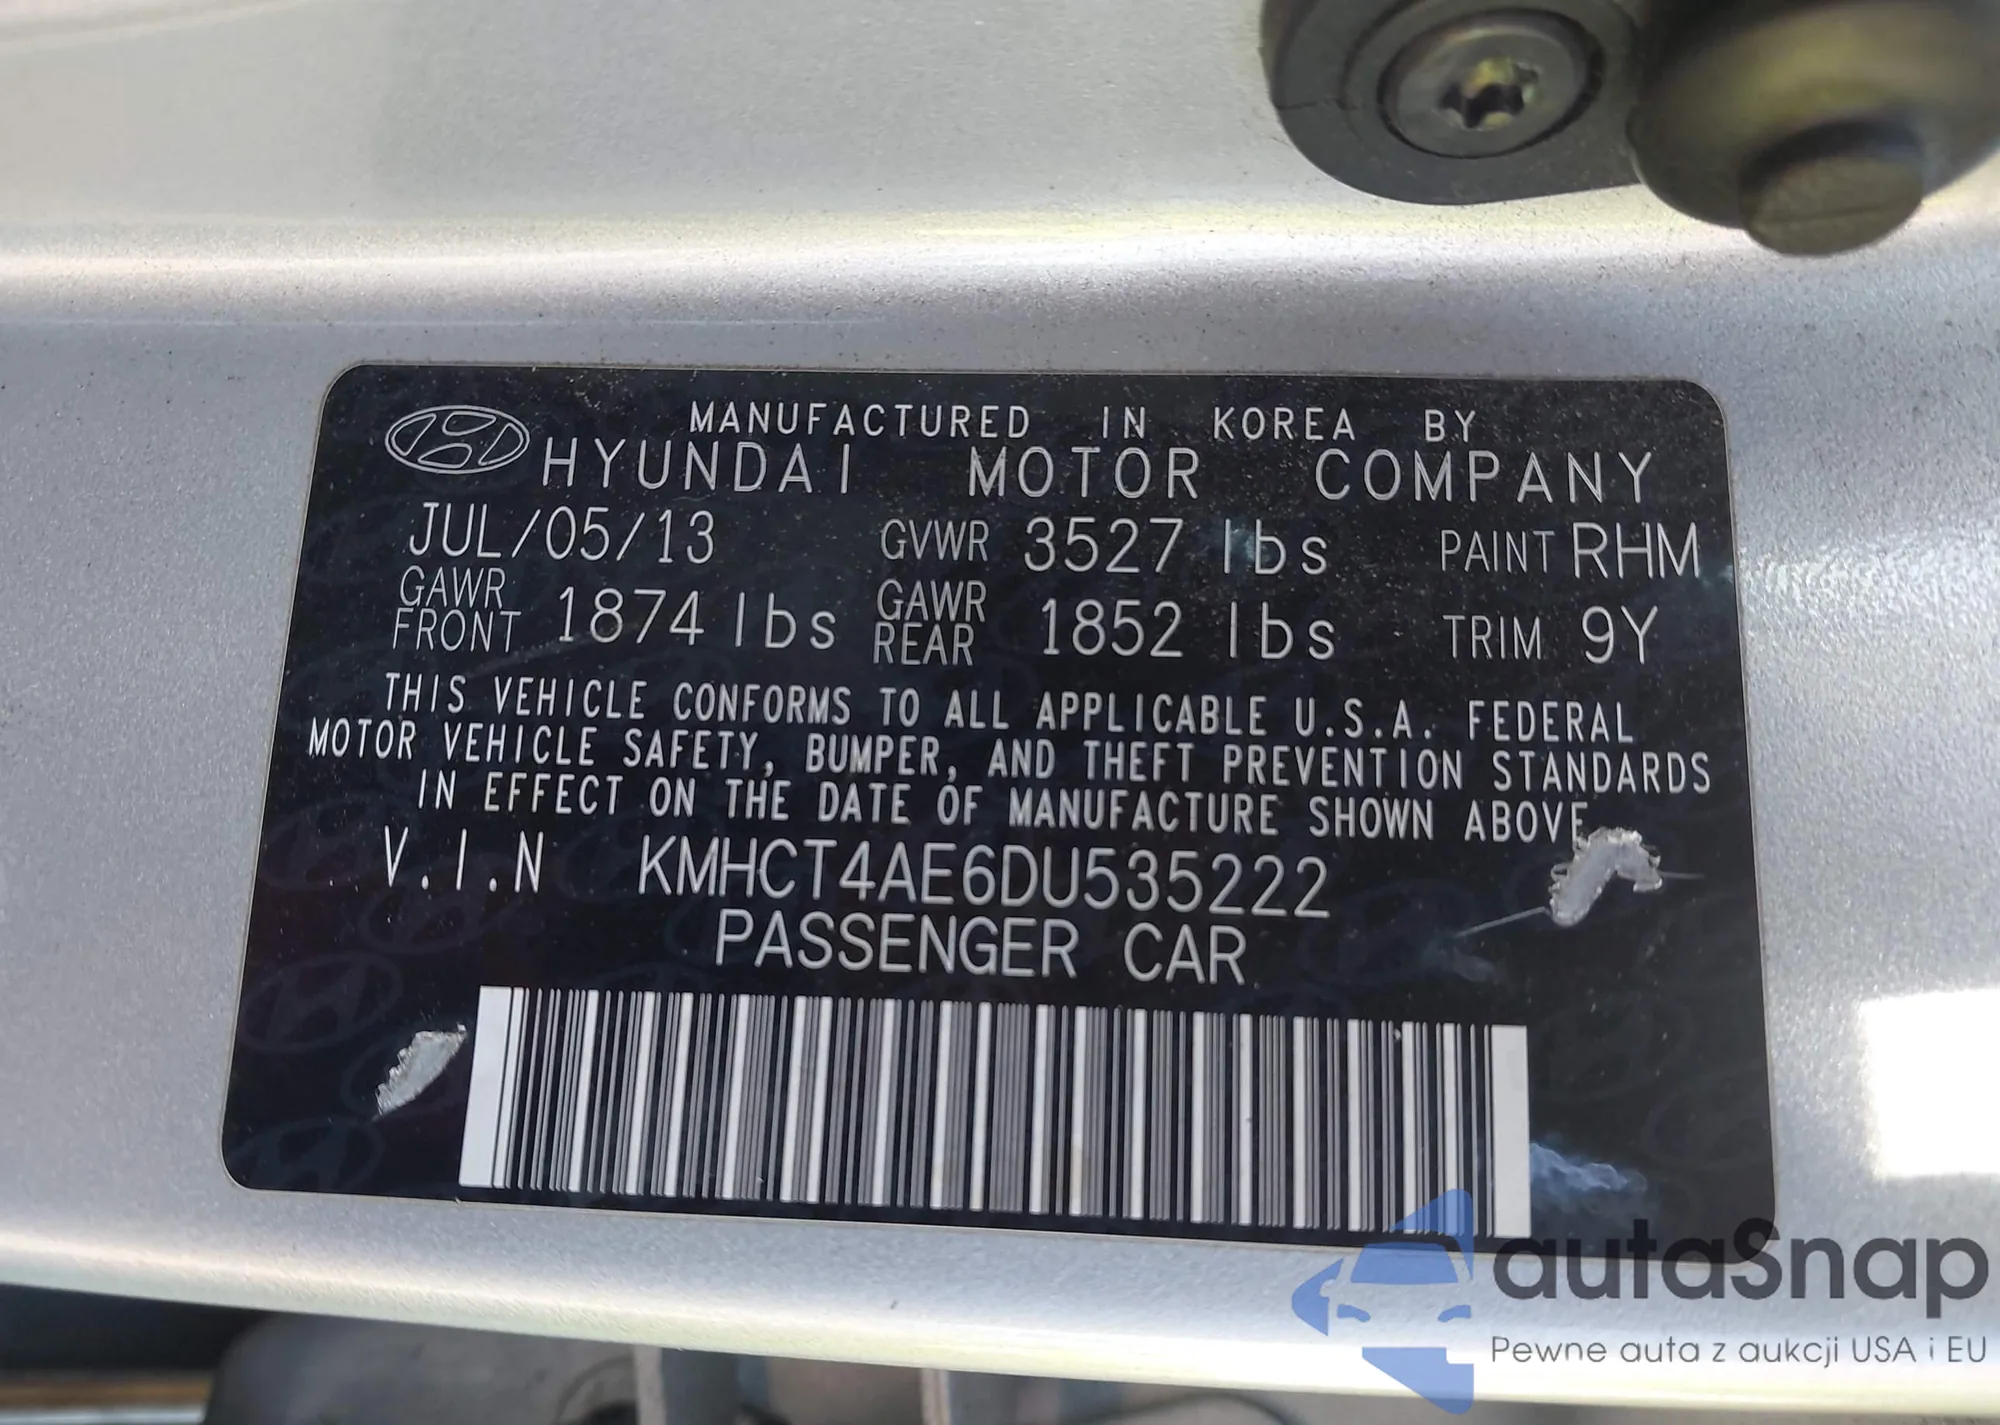 MANUFACTURED IN KOREA BY
HYUNDAI MOTOR COMPANY
JUL/05/13 GVWR 3527 lbs PAINT RHM
GAWR FRONT 1874 lbs GAWR REAR 1852 lbs TRIM 9Y
THIS VEHICLE CONFORMS TO ALL APPLICABLE U.S.A. FEDERAL
MOTOR VEHICLE SAFETY, BUMPER, AND THEFT PREVENTION STANDARDS
IN EFFECT ON THE DATE OF MANUFACTURE SHOWN ABOVE
V.I.N KMHCT4AE6DU535222
PASSENGER CAR
autaSnap
Pewne auta z aukcji USA i EU